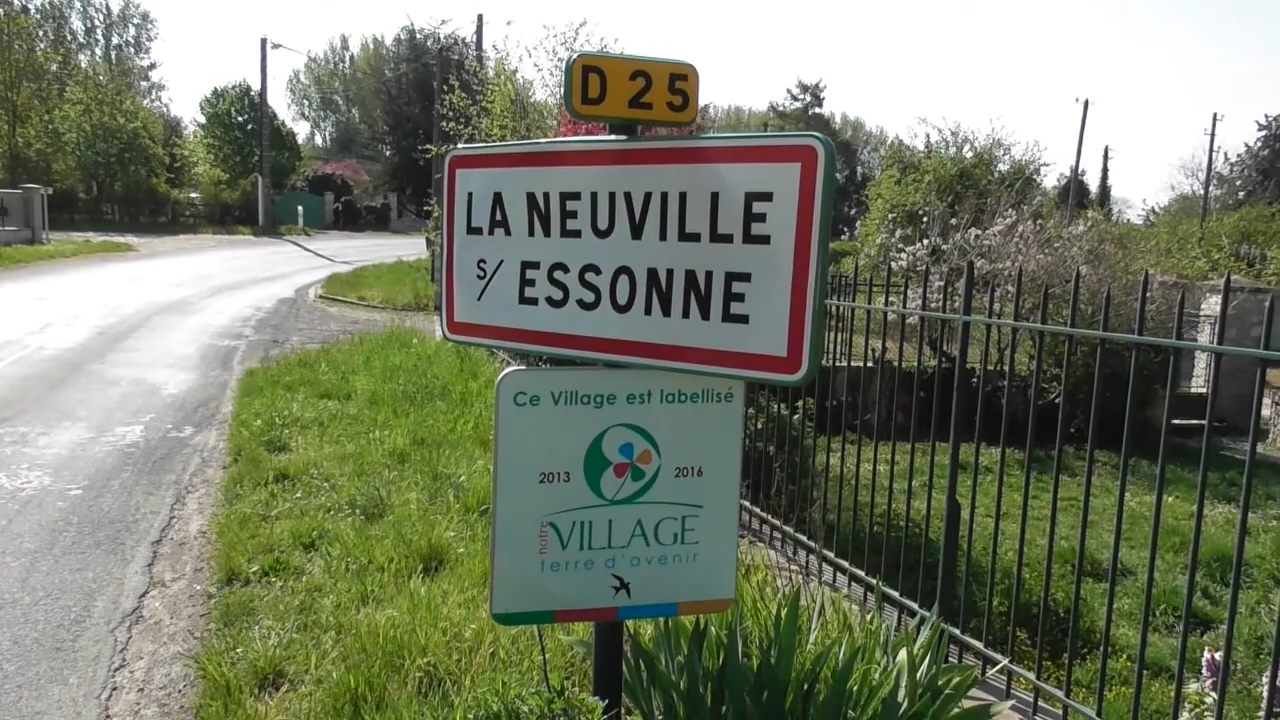 D 25
LA NEUVILLE
s/ ESSONNE
Ce Village est labellisé
2013 2016
notre VILLAGE
terre d'avenir